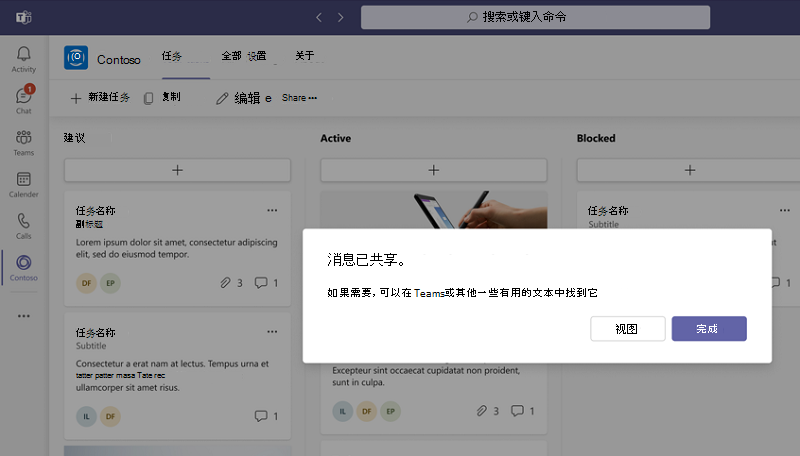 搜索或键入命令
Activity
1
Chat
Teams
Calender
Calls
Contoso
Contoso
任务
全部
设置
关于
新建任务
复制
编辑 e
Share
建议
Active
Blocked
任务名称
副标题
Lorem ipsum dolor sit amet, consectetur adipiscing
elit, sed do eiusmod tempor.
DF EP 3 1
任务名称
Subtitle
Consectetur a erat nam at lectus. Tempus urna et
tatter patter masa Tate rec
ullamcorper sit amet risus.
IL DF 1
Excepteur sint occaecat cupidatat non proident,
sunt in culpa.
IL DF EP 3 1
任务名称
Subtitle
1
消息已共享。
如果需要，可以在 Teams或其他一些有用的文本中找到它
视图
完成